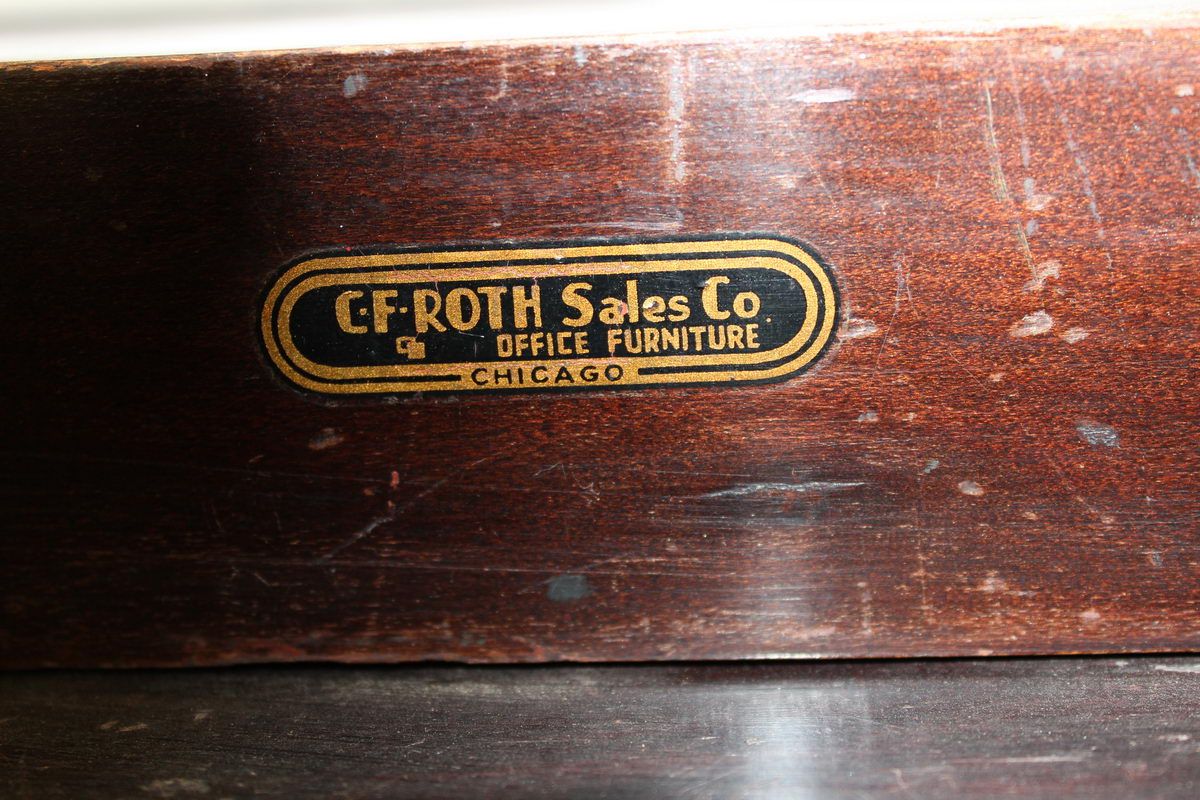 C·F·ROTH Sales Co.
OFFICE FURNITURE
CHICAGO